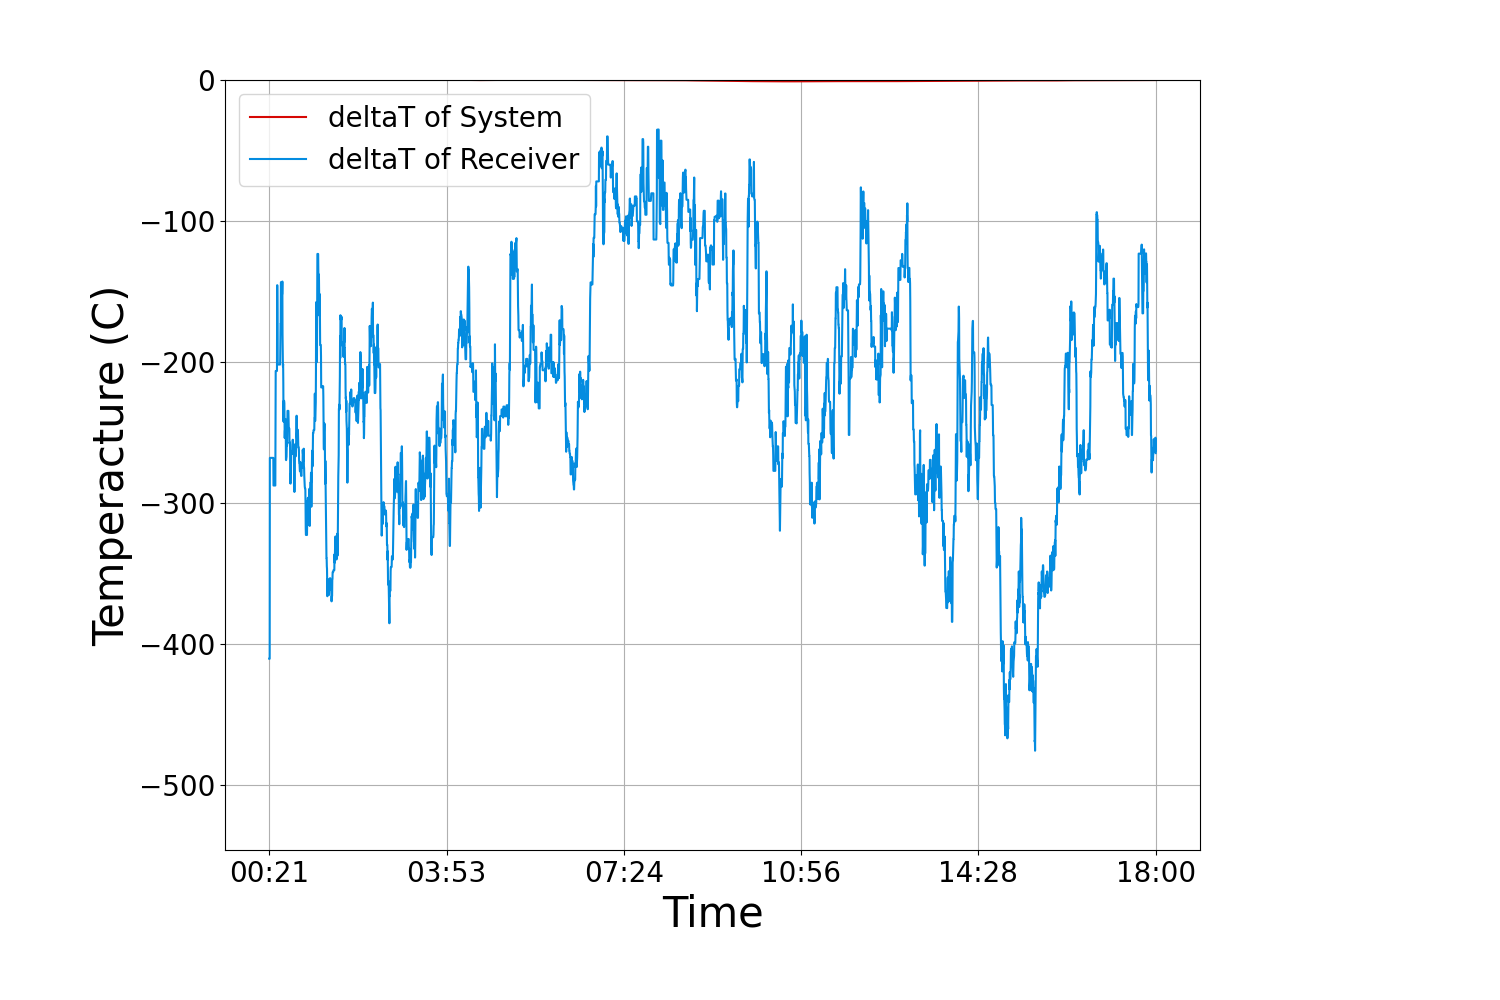 0
−100
−200
−300
−400
−500
deltaT of System
deltaT of Receiver
Temperacture (C)
00:21 03:53 07:24 10:56 14:28 18:00
Time